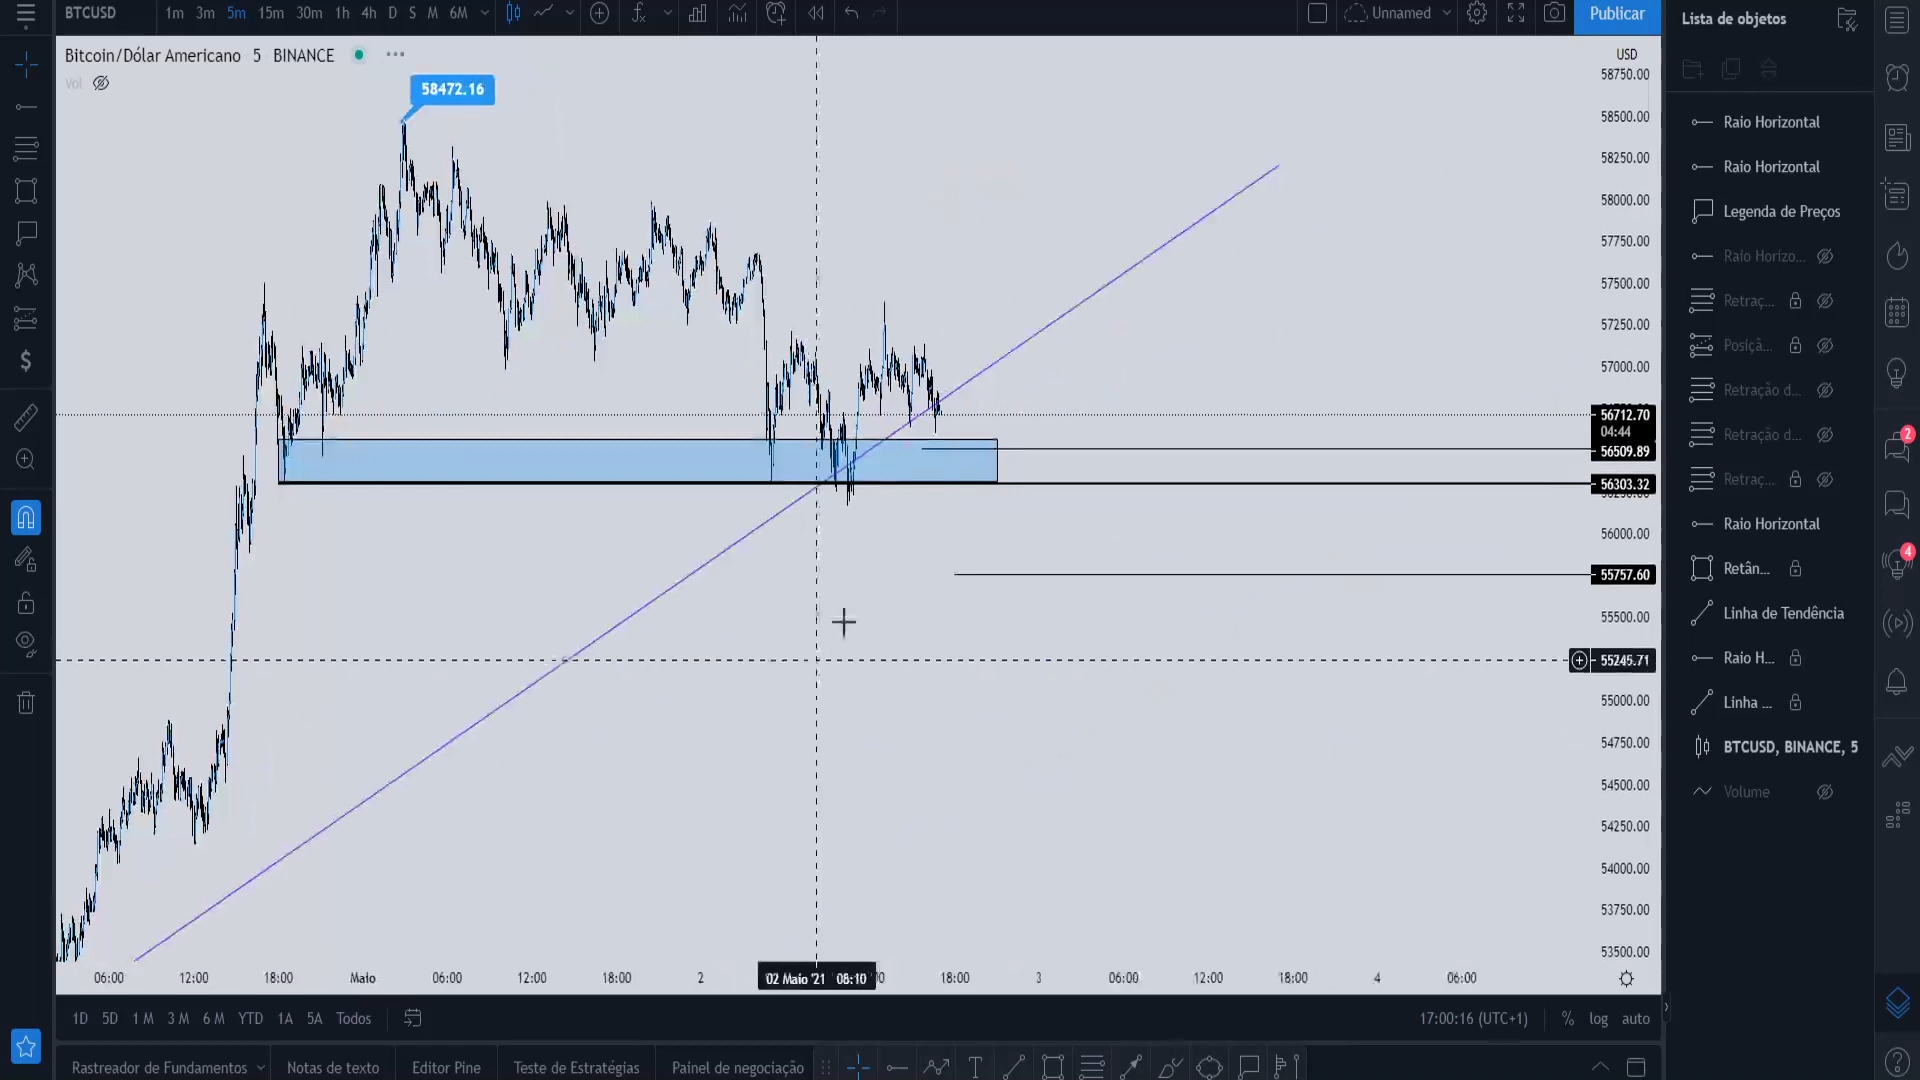 BTCUSD 1m 3m 5m 15m 30m 1h 4h D S M 6M Unnamed Publicar
Bitcoin/Dólar Americano 5 BINANCE
Vol
58472.16
USD
58750.00
58500.00
58250.00
58000.00
57750.00
57500.00
57250.00
57000.00
56712.70
04:44
56509.89
56303.32
56000.00
55757.60
55500.00
55245.71
55000.00
54750.00
54500.00
54250.00
54000.00
53750.00
53500.00
06:00 12:00 18:00 Maio 06:00 12:00 18:00 2 02 Maio '21 08:10 18:00 3 06:00 12:00 18:00 4 06:00
1D 5D 1 M 3 M 6 M YTD 1A 5A Todos 17:00:16 (UTC+1) % log auto
Rastreador de Fundamentos Notas de texto Editor Pine Teste de Estratégias Painel de negociação
Lista de objetos
Raio Horizontal
Raio Horizontal
Legenda de Preços
Raio Horizo...
Retraç...
Posiçã...
Retração d...
Retração d...
Retraç...
Raio Horizontal
Retân...
Linha de Tendência
Raio H...
Linha ...
BTCUSD, BINANCE, 5
Volume
2
4